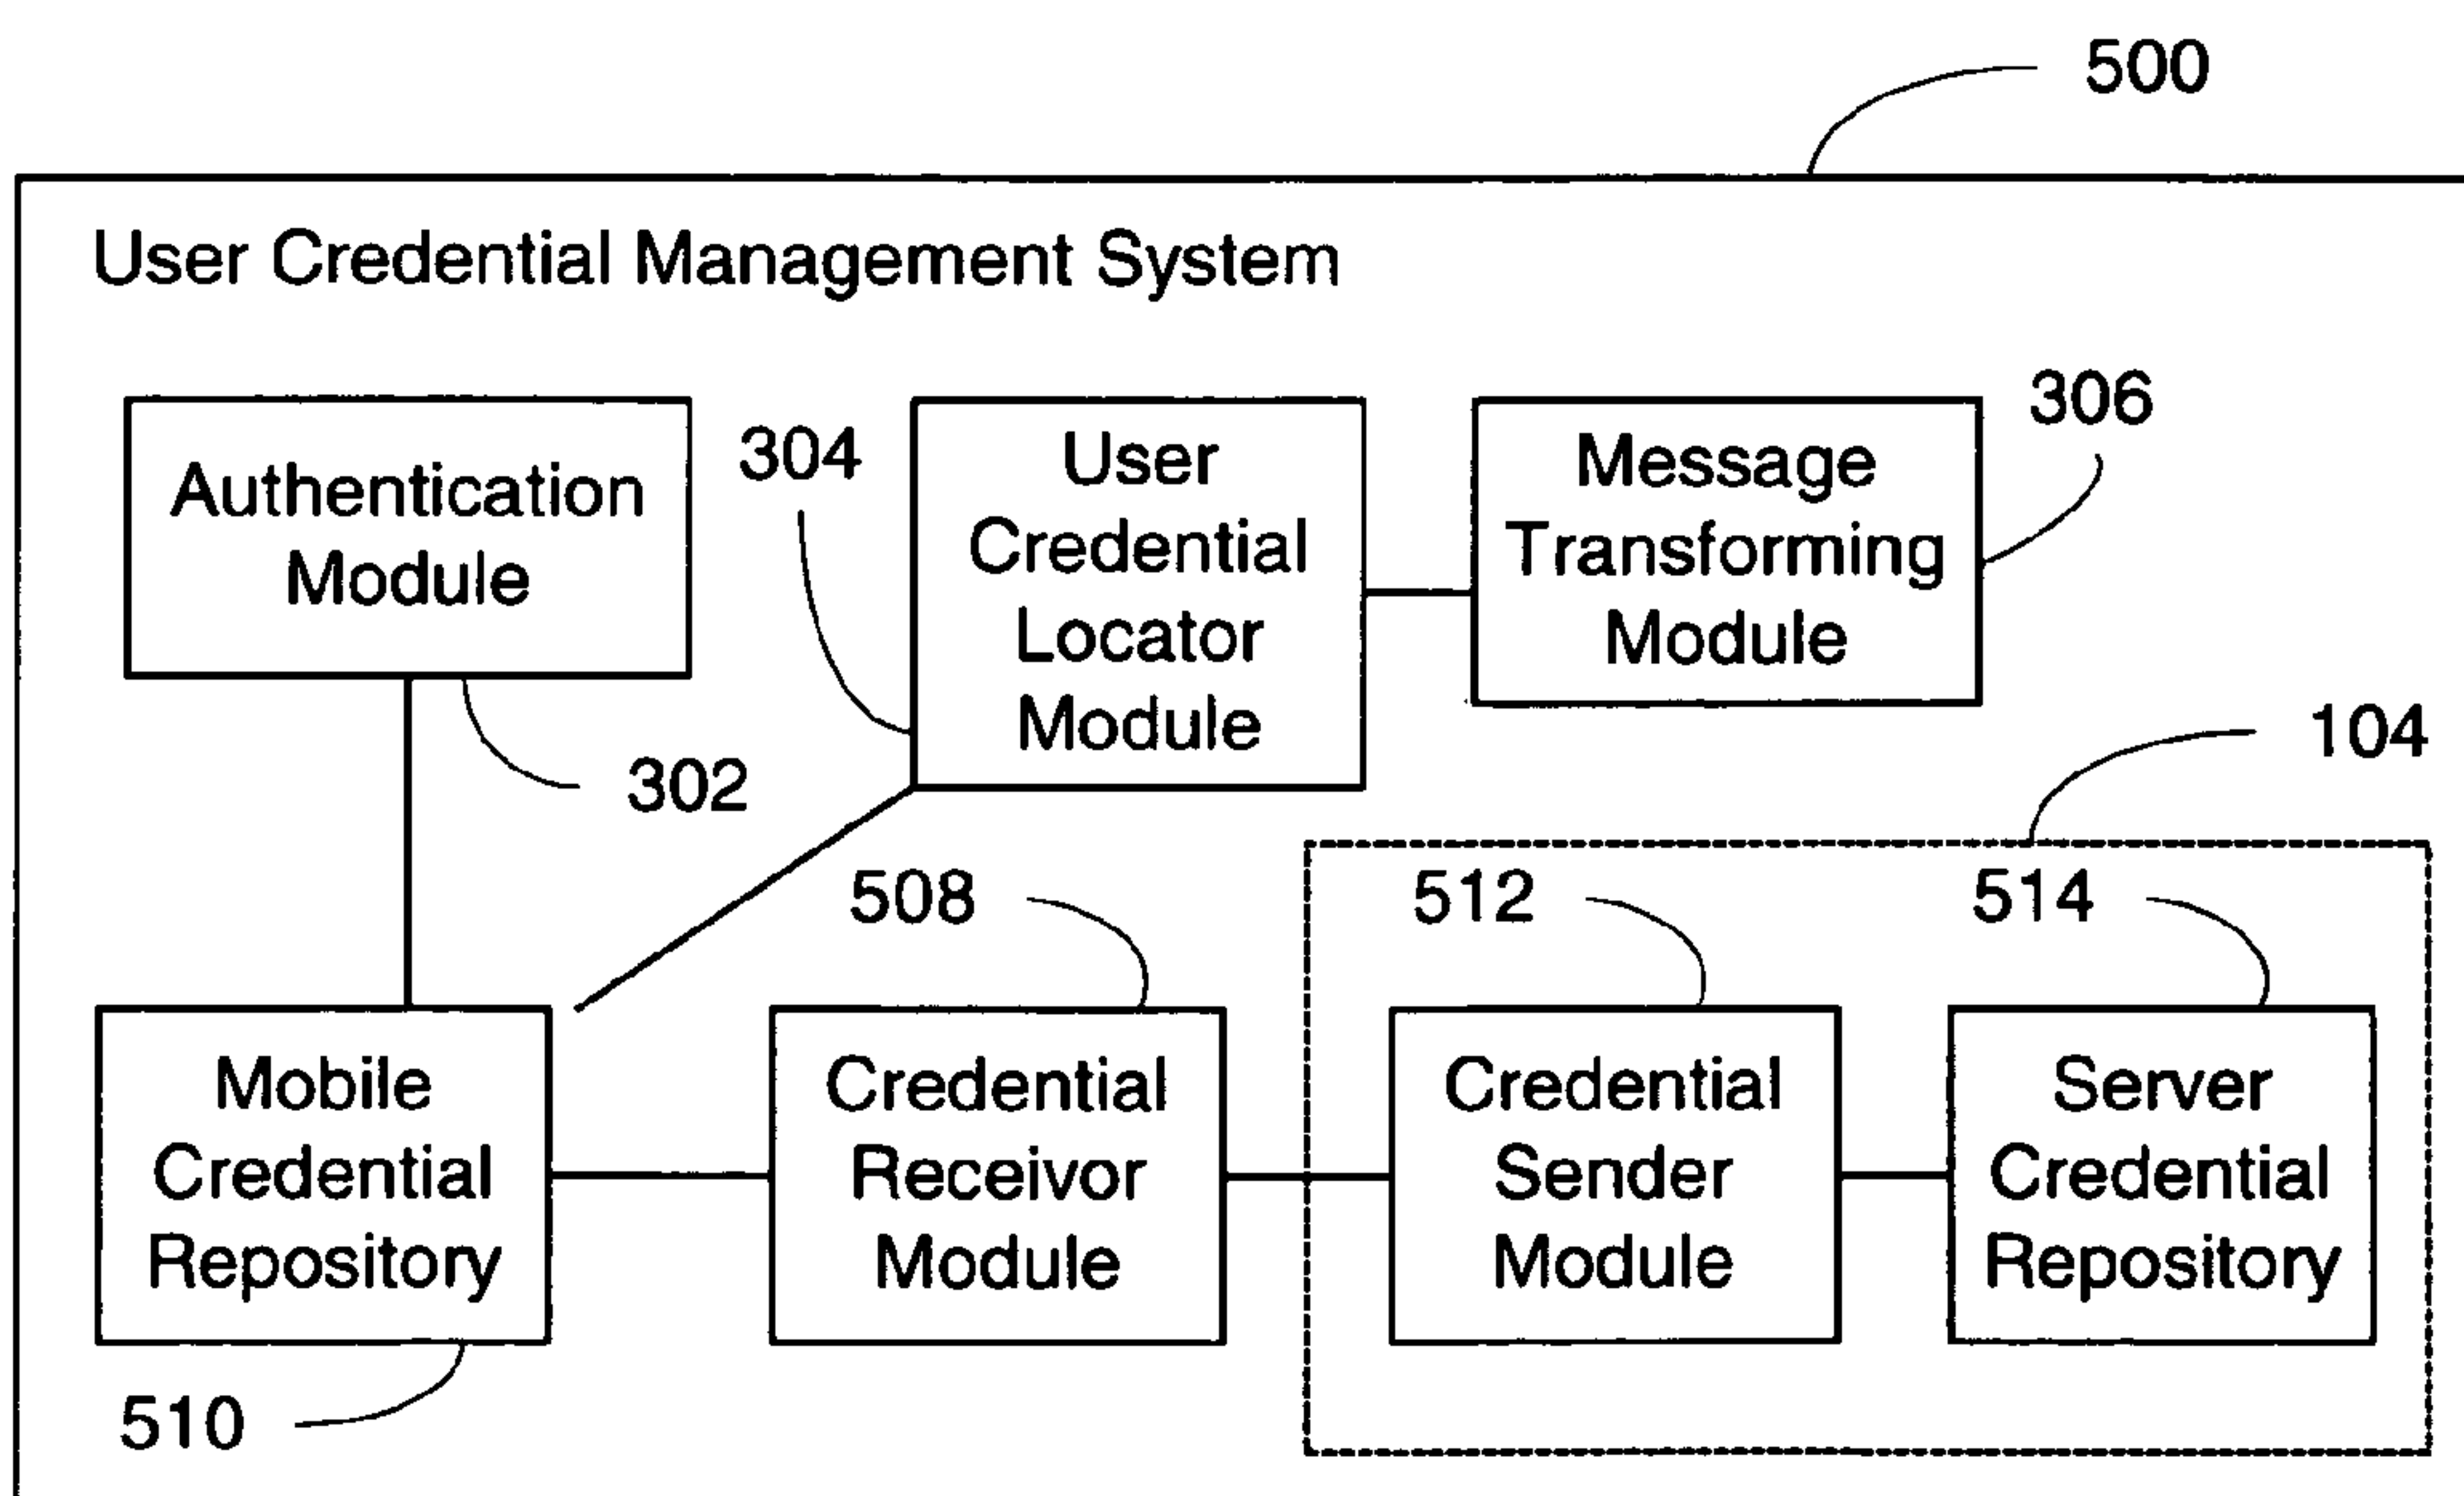 500
User Credential Management System
Authentication
Module
304
User
Credential
Locator
Module
Message
Transforming
Module
306
302
104
508
512
514
Mobile
Credential
Repository
Credential
Receivor
Module
Credential
Sender
Module
Server
Credential
Repository
510